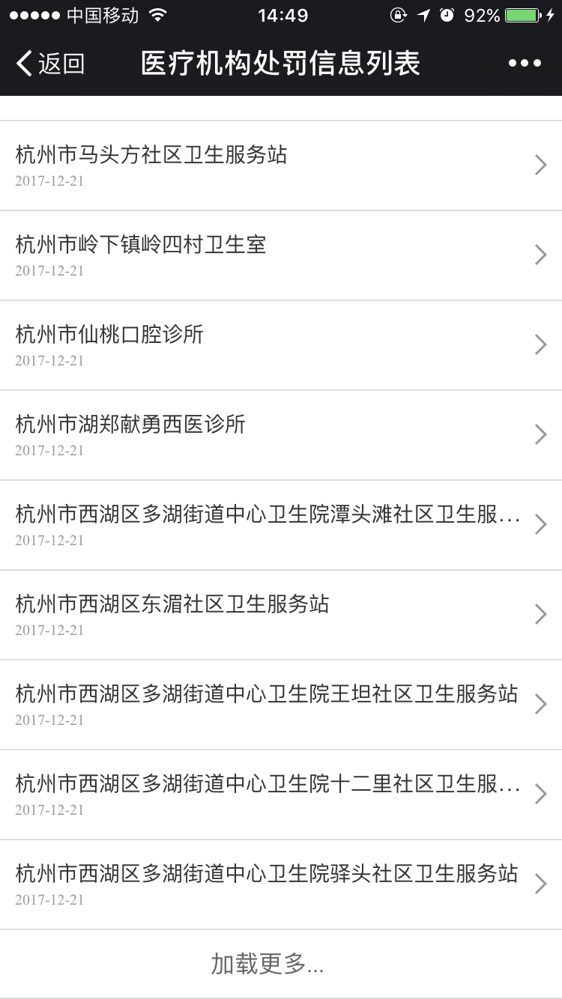 中国移动 14:49 92%
返回 医疗机构处罚信息列表
杭州市马头方社区卫生服务站
2017-12-21
杭州市岭下镇岭四村卫生室
2017-12-21
杭州市仙桃口腔诊所
2017-12-21
杭州市湖郑献勇西医诊所
2017-12-21
杭州市西湖区多湖街道中心卫生院潭头滩社区卫生服…
2017-12-21
杭州市西湖区东湄社区卫生服务站
2017-12-21
杭州市西湖区多湖街道中心卫生院王坦社区卫生服务站
2017-12-21
杭州市西湖区多湖街道中心卫生院十二里社区卫生服…
2017-12-21
杭州市西湖区多湖街道中心卫生院驿头社区卫生服务站
2017-12-21
加载更多...